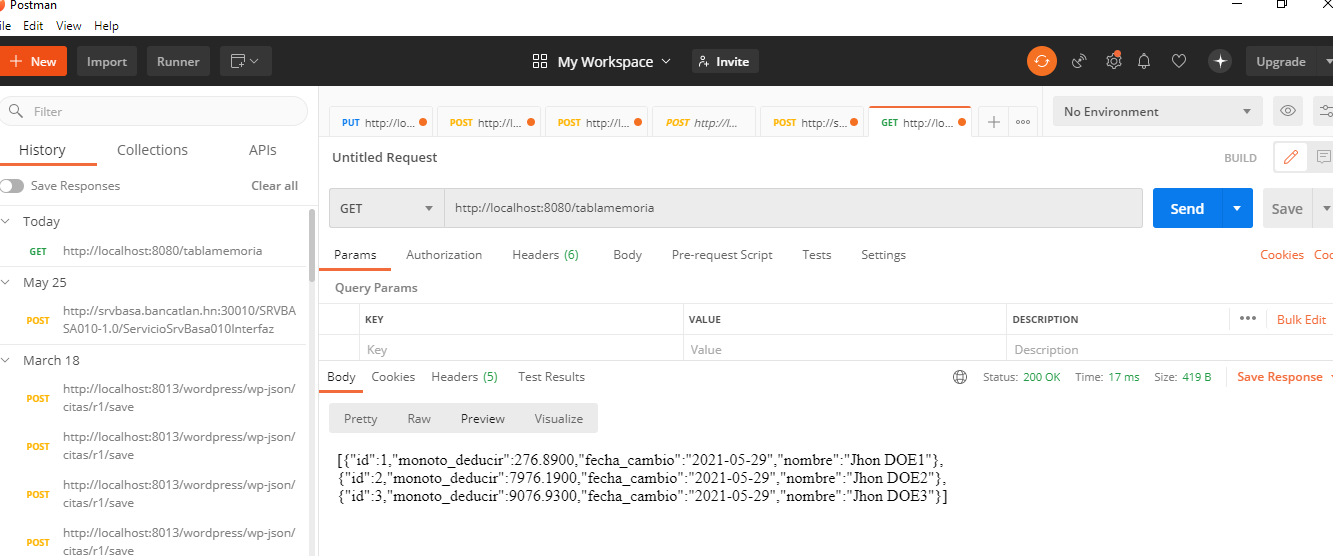 Postman
ile Edit View Help
+ New Import Runner My Workspace Invite Upgrade
Filter
History Collections APIs
Save Responses Clear all
Today
GET http://localhost:8080/tablamemoria
May 25
POST http://srvbasa.bancatlan.hn:30010/SRVB
ASA010-1.0/ServicioSrvBasa010Interfaz
March 18
POST http://localhost:8013/wordpress/wp-json/
citas/r1/save
POST http://localhost:8013/wordpress/wp-json/
citas/r1/save
POST http://localhost:8013/wordpress/wp-json/
citas/r1/save
POST http://localhost:8013/wordpress/wp-json/
citas/r1/save
PUT http://lo... POST http://l... POST http://l... POST http://l... POST http://s... GET http://lo... + ••• No Environment
Untitled Request BUILD
GET http://localhost:8080/tablamemoria Send Save
Params Authorization Headers (6) Body Pre-request Script Tests Settings Cookies Coo
Query Params
KEY VALUE DESCRIPTION ••• Bulk Edit
Key Value Description
Body Cookies Headers (5) Test Results Status: 200 OK Time: 17 ms Size: 419 B Save Response
Pretty Raw Preview Visualize
[{"id":1,"monoto_deducir":276.8900,"fecha_cambio":"2021-05-29","nombre":"Jhon DOE1"},
{"id":2,"monoto_deducir":7976.1900,"fecha_cambio":"2021-05-29","nombre":"Jhon DOE2"},
{"id":3,"monoto_deducir":9076.9300,"fecha_cambio":"2021-05-29","nombre":"Jhon DOE3"}]